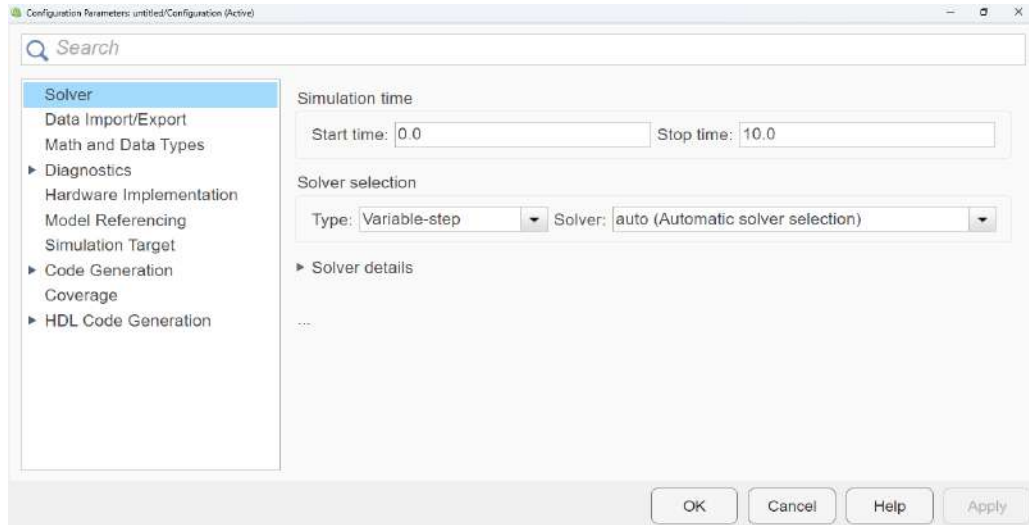 Configuration Parameters: untitled/Configuration (Active)
Search
Solver
Data Import/Export
Math and Data Types
Diagnostics
Hardware Implementation
Model Referencing
Simulation Target
Code Generation
Coverage
HDL Code Generation
Simulation time
Start time: 0.0 Stop time: 10.0
Solver selection
Type: Variable-step Solver: auto (Automatic solver selection)
Solver details
...
OK Cancel Help Apply